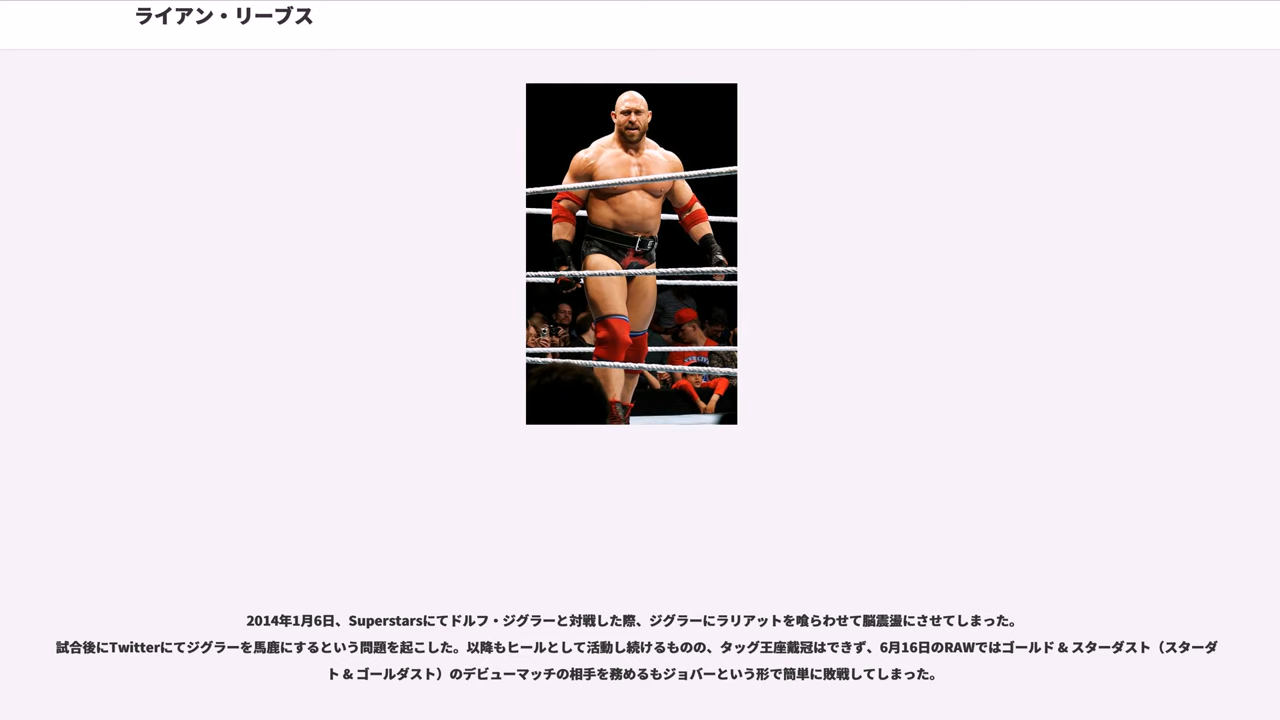 ライアン・リーブス
2014年1月6日、Superstarsにてドルフ・ジグラーと対戦した際、ジグラーにラリアットを喰らわせて脳震盪にさせてしまった。
試合後にTwitterにてジグラーを馬鹿にするという問題を起こした。以降もヒールとして活動し続けるものの、タッグ王座戴冠はできず、6月16日のRAWではゴールド & スターダスト（スターダ
スト & ゴールダスト）のデビューマッチの相手を務めるもジョバーという形で簡単に敗戦してしまった。